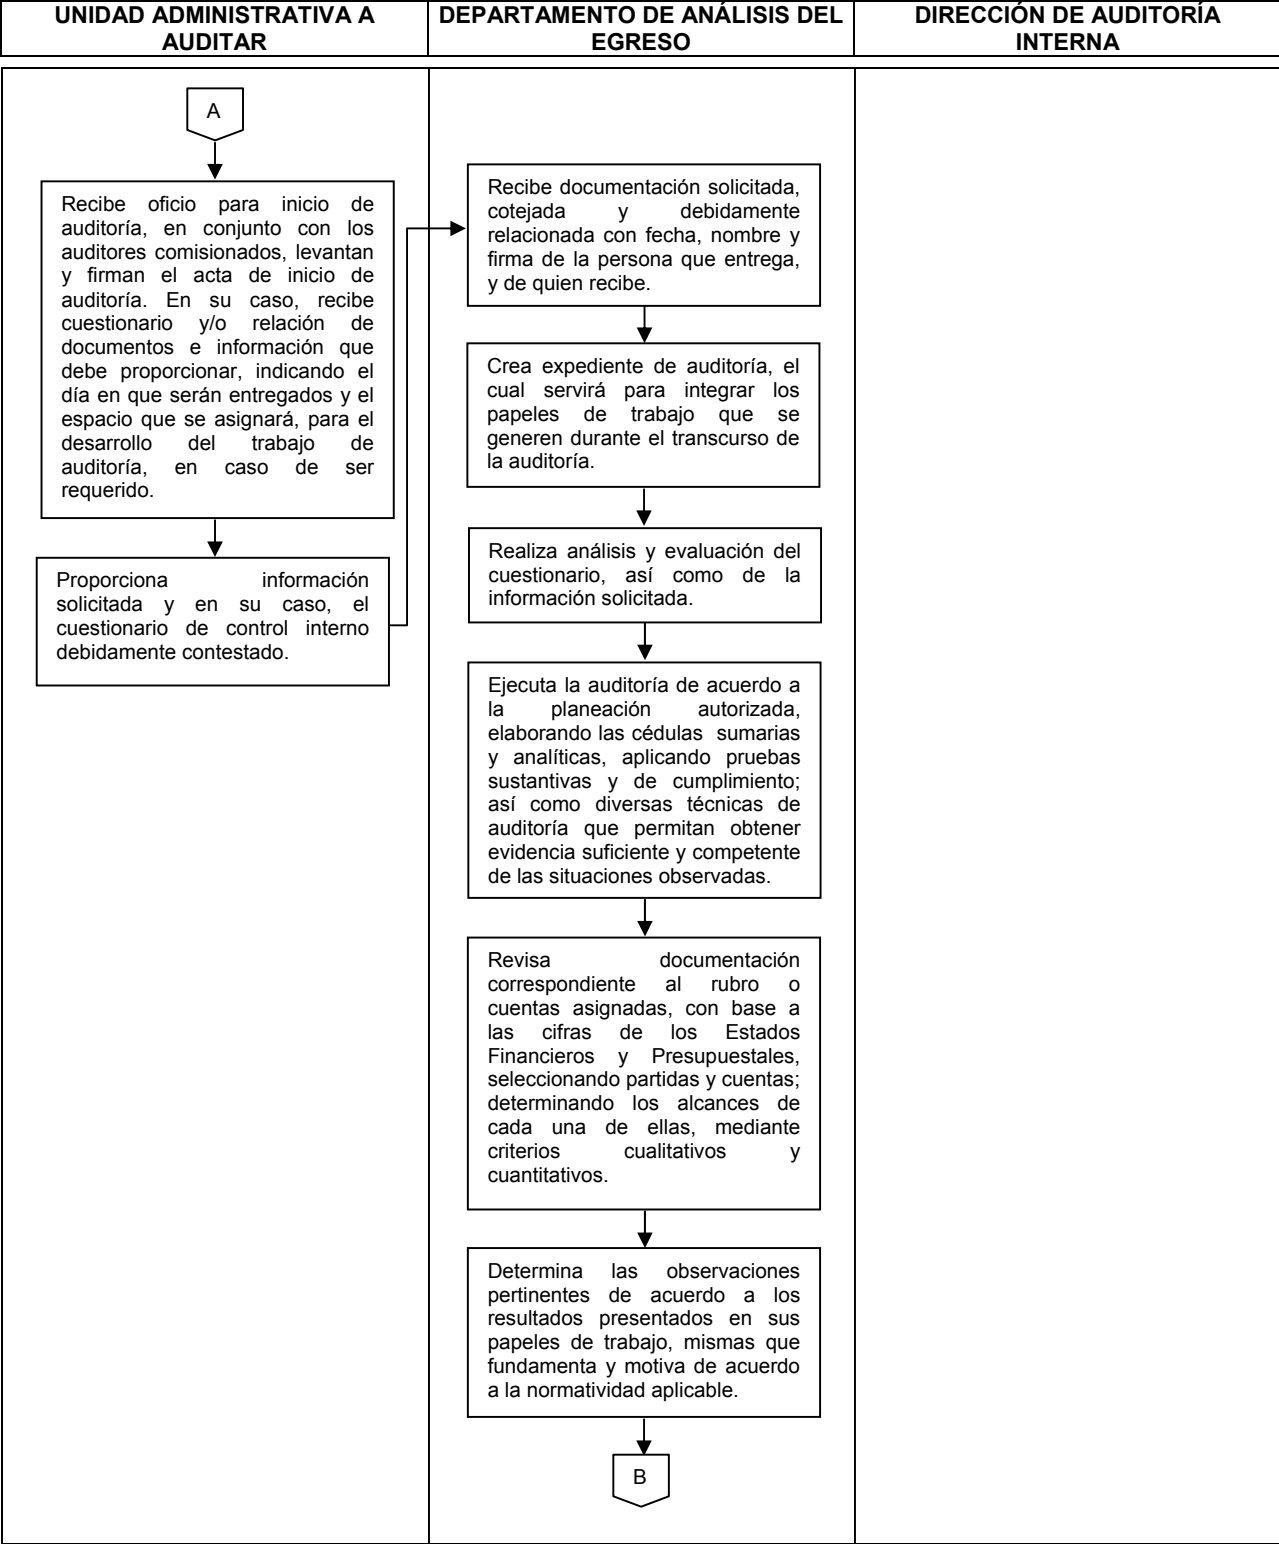 UNIDAD ADMINISTRATIVA A
AUDITAR
DEPARTAMENTO DE ANÁLISIS DEL
EGRESO
DIRECCIÓN DE AUDITORÍA
INTERNA
A
Recibe oficio para inicio de
auditoría, en conjunto con los
auditores comisionados, levantan
y firman el acta de inicio de
auditoría. En su caso, recibe
cuestionario y/o relación de
documentos e información que
debe proporcionar, indicando el
día en que serán entregados y el
espacio que se asignará, para el
desarrollo del trabajo de
auditoría, en caso de ser
requerido.
Proporciona información
solicitada y en su caso, el
cuestionario de control interno
debidamente contestado.
Recibe documentación solicitada,
cotejada y debidamente
relacionada con fecha, nombre y
firma de la persona que entrega,
y de quien recibe.
Crea expediente de auditoría, el
cual servirá para integrar los
papeles de trabajo que se
generen durante el transcurso de
la auditoría.
Realiza análisis y evaluación del
cuestionario, así como de la
información solicitada.
Ejecuta la auditoría de acuerdo a
la planeación autorizada,
elaborando las cédulas sumarias
y analíticas, aplicando pruebas
sustantivas y de cumplimiento;
así como diversas técnicas de
auditoría que permitan obtener
evidencia suficiente y competente
de las situaciones observadas.
Revisa documentación
correspondiente al rubro o
cuentas asignadas, con base a
las cifras de los Estados
Financieros y Presupuestales,
seleccionando partidas y cuentas;
determinando los alcances de
cada una de ellas, mediante
criterios cualitativos y
cuantitativos.
Determina las observaciones
pertinentes de acuerdo a los
resultados presentados en sus
papeles de trabajo, mismas que
fundamenta y motiva de acuerdo
a la normatividad aplicable.
B